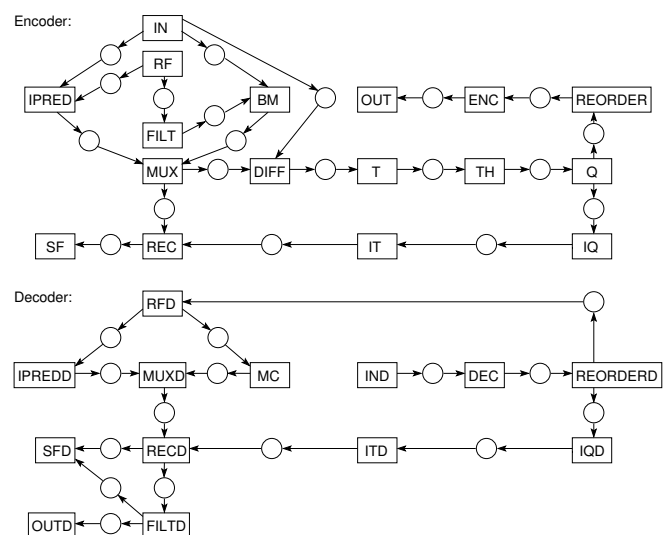 Encoder:
IN
RF
IPRED
BM
OUT
ENC
REORDER
FILT
MUX
DIFF
T
TH
Q
SF
REC
IT
IQ
Decoder:
RFD
IPREDD
MUXD
MC
IND
DEC
REORDERD
SFD
RECD
ITD
IQD
OUTD
FILTD